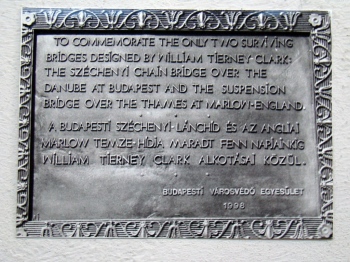 TO COMMEMORATE THE ONLY TWO SURVIVING
BRIDGES DESIGNED BY WILLIAM TIERNEY CLARK:
THE SZÉCHENYI CHAIN BRIDGE OVER THE
DANUBE AT BUDAPEST AND THE SUSPENSION
BRIDGE OVER THE THAMES AT MARLOW-ENGLAND.
A BUDAPESTI SZÉCHENYI-LÁNCHÍD ÉS AZ ANGLIAI
MARLOW TEMZE-HÍDJA MARADT FENN NAPJAINKIG
WILLIAM TIERNEY CLARK ALKOTÁSAI KÖZÜL.
BUDAPESTI VÁROSVÉDŐ EGYESÜLET
1998